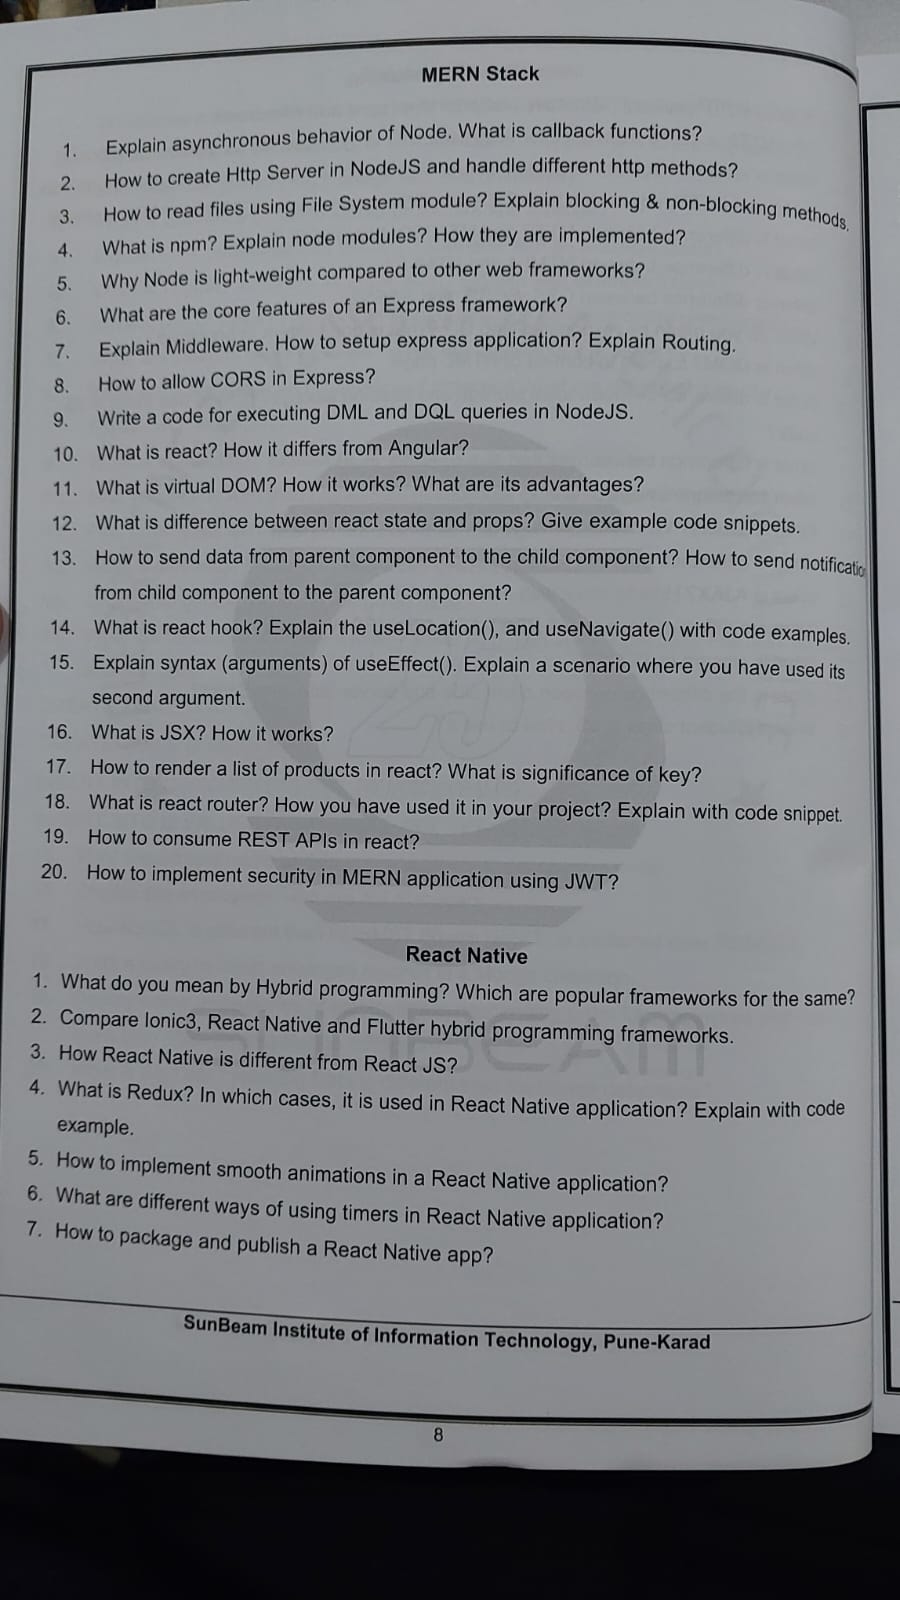 MERN Stack
1. Explain asynchronous behavior of Node. What is callback functions?
2. How to create Http Server in NodeJS and handle different http methods?
3. How to read files using File System module? Explain blocking & non-blocking methods.
4. What is npm? Explain node modules? How they are implemented?
5. Why Node is light-weight compared to other web frameworks?
6. What are the core features of an Express framework?
7. Explain Middleware. How to setup express application? Explain Routing.
8. How to allow CORS in Express?
9. Write a code for executing DML and DQL queries in NodeJS.
10. What is react? How it differs from Angular?
11. What is virtual DOM? How it works? What are its advantages?
12. What is difference between react state and props? Give example code snippets.
13. How to send data from parent component to the child component? How to send notification
from child component to the parent component?
14. What is react hook? Explain the useLocation(), and useNavigate() with code examples.
15. Explain syntax (arguments) of useEffect(). Explain a scenario where you have used its
second argument.
16. What is JSX? How it works?
17. How to render a list of products in react? What is significance of key?
18. What is react router? How you have used it in your project? Explain with code snippet.
19. How to consume REST APIs in react?
20. How to implement security in MERN application using JWT?
React Native
1. What do you mean by Hybrid programming? Which are popular frameworks for the same?
2. Compare Ionic3, React Native and Flutter hybrid programming frameworks.
3. How React Native is different from React JS?
4. What is Redux? In which cases, it is used in React Native application? Explain with code
example.
5. How to implement smooth animations in a React Native application?
6. What are different ways of using timers in React Native application?
7. How to package and publish a React Native app?
SUNBEAM
SunBeam Institute of Information Technology, Pune-Karad
8